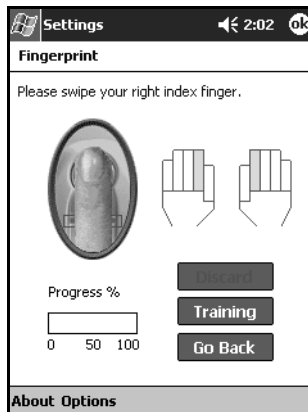 Settings 2:02 ok
Fingerprint
Please swipe your right index finger.
Discard
Progress %
Training
0 50 100
Go Back
About Options